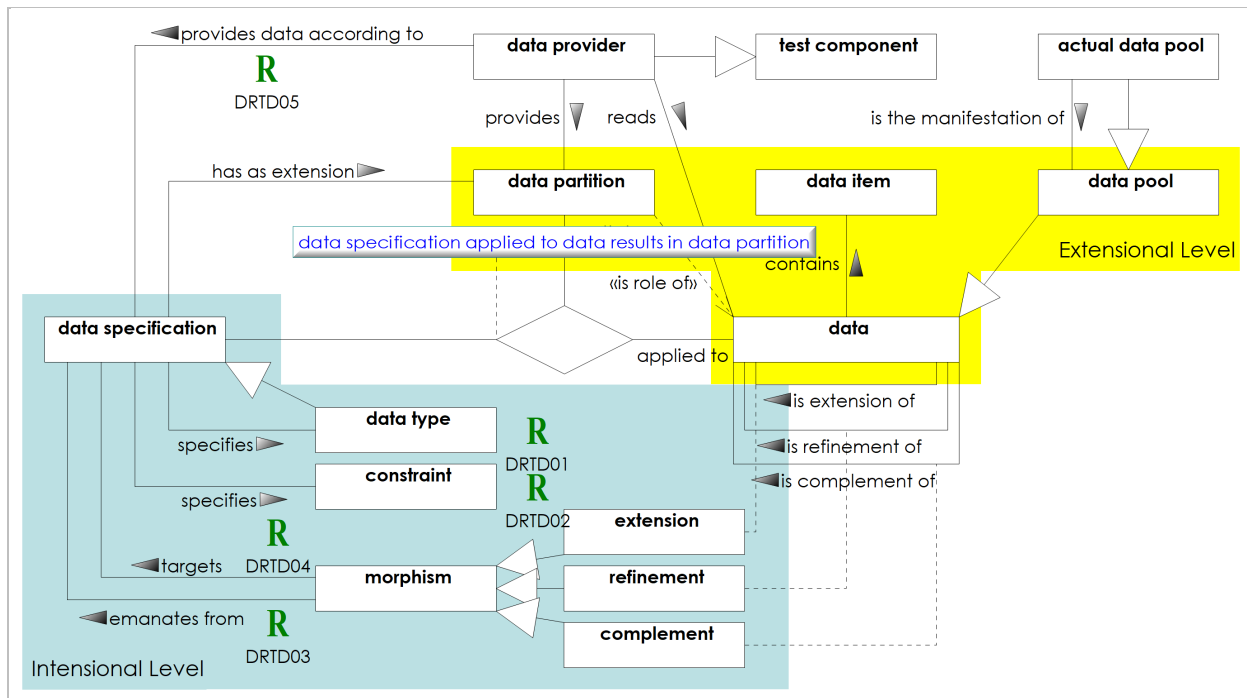 provides data according to
R
DRTD05
data provider
test component
actual data pool
provides
reads
is the manifestation of
has as extension
data partition
data item
data pool
data specification applied to data results in data partition
contains
Extensional Level
«is role of»
data specification
data
applied to
data type
is extension of
specifies
R
DRTD01
is refinement of
constraint
specifies
R
DRTD02
is complement of
extension
R
DRTD04
targets
morphism
refinement
emanates from
R
DRTD03
complement
Intensional Level